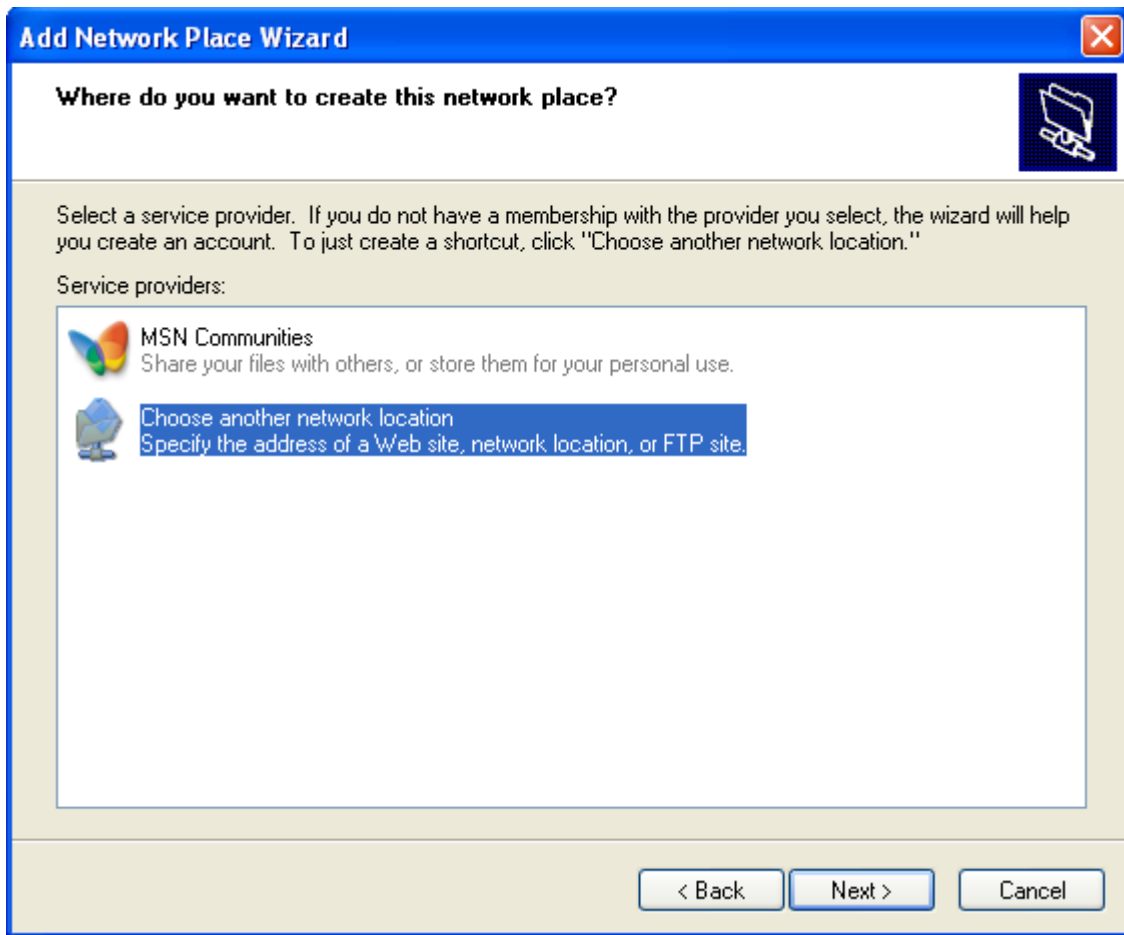 Add Network Place Wizard
Where do you want to create this network place?
Select a service provider.  If you do not have a membership with the provider you select, the wizard will help
you create an account.  To just create a shortcut, click "Choose another network location."
Service providers:
MSN Communities
Share your files with others, or store them for your personal use.
Choose another network location
Specify the address of a Web site, network location, or FTP site.
< Back
Next >
Cancel